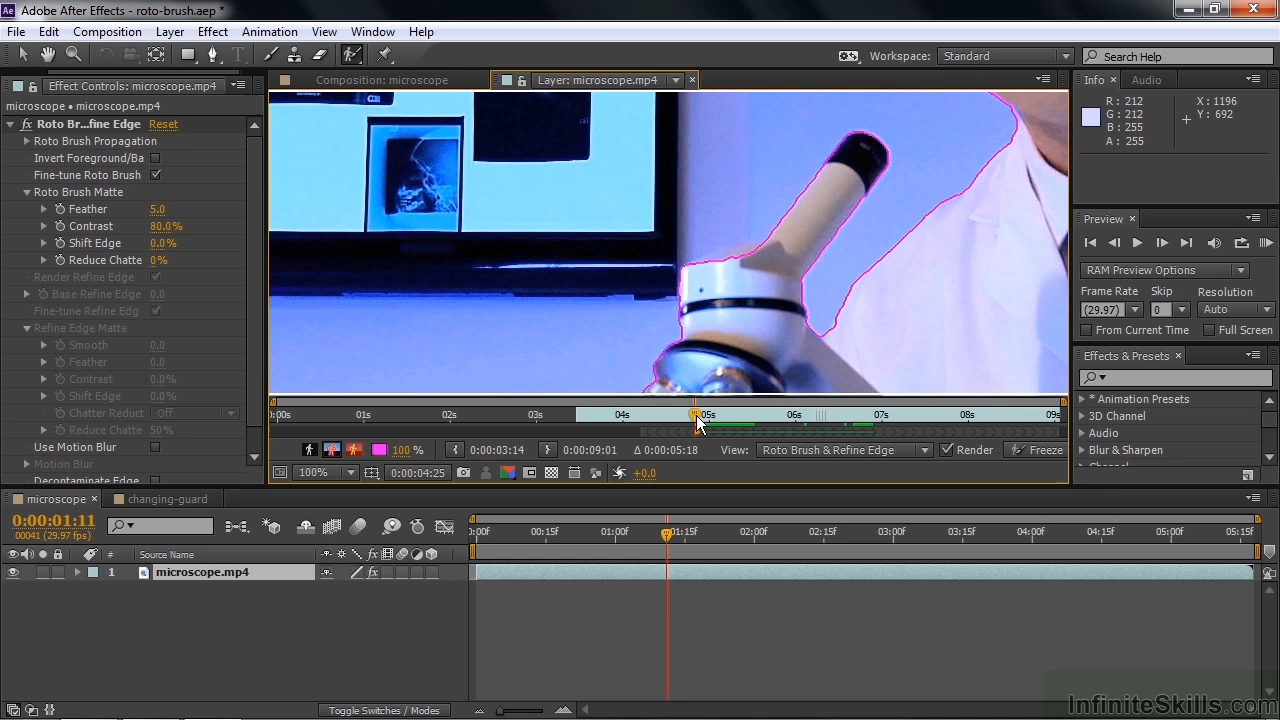 Ae Adobe After Effects - roto-brush.aep *
File Edit Composition Layer Effect Animation View Window Help
Workspace: Standard Search Help
Effect Controls: microscope.mp4 Composition: microscope Layer: microscope.mp4 Info Audio
microscope • microscope.mp4
fx Roto Br...fine Edge Reset
Roto Brush Propagation
Invert Foreground/Ba
Fine-tune Roto Brush
Roto Brush Matte
Feather 5.0
Contrast 80.0%
Shift Edge 0.0%
Reduce Chatte 0%
Render Refine Edge
Base Refine Edge 0.0
Fine-tune Refine Edge
Refine Edge Matte
Smooth 0.0
Feather 0.0
Contrast 0.0%
Shift Edge 0.0%
Chatter Reduct Off
Reduce Chatter 50%
Use Motion Blur
Motion Blur
Decontaminate Edge
R: 212 X: 1196
G: 212 Y: 692
B: 255
A: 255
Preview
RAM Preview Options
Frame Rate Skip Resolution
(29.97) 0 Auto
From Current Time Full Screen
Effects & Presets
* Animation Presets
3D Channel
Audio
Blur & Sharpen
Channel
:00s 01s 02s 03s 04s 05s 06s 07s 08s 09s
100 % 0:00:03:14 0:00:09:01 Δ 0:00:05:18 View: Roto Brush & Refine Edge Render Freeze
100% 0:00:04:25 +0.0
microscope changing-guard
0:00:01:11
00041 (29.97 fps)
:00f 00:15f 01:00f 01:15f 02:00f 02:15f 03:00f 03:15f 04:00f 04:15f 05:00f 05:15f
# Source Name fx
1 microscope.mp4 fx
Toggle Switches / Modes
InfiniteSkills.com